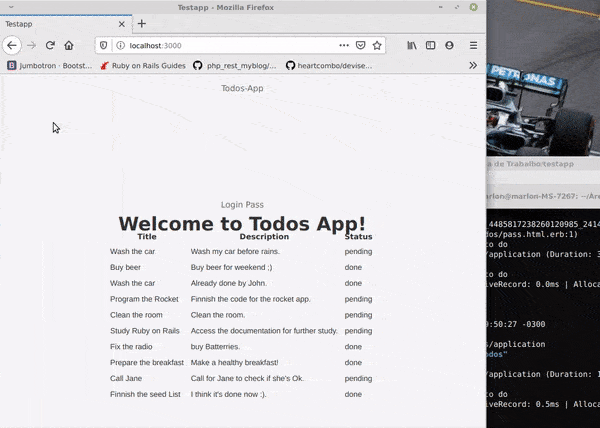 Testapp - Mozilla Firefox
Testapp
localhost:3000
Jumbotron · Bootst...
Ruby on Rails Guides
php_rest_myblog/...
heartcombo/devise...
Todos-App
Login Pass
Welcome to Todos App!
Title Description Status
Wash the car Wash my car before rains. pending
Buy beer Buy beer for weekend ;) done
Wash the car Already done by John. done
Program the Rocket Finnish the code for the rocket app. pending
Clean the room Clean the room. pending
Study Ruby on Rails Access the documentation for further study. pending
Fix the radio buy Batterries. done
Prepare the breakfast Make a healthy breakfast! done
Call Jane Call for Jane to check if she's Ok. pending
Finnish the seed List I think it's done now :). done
PETRONAS
a de Trabalho/testapp
marlon@marlon-MS-7267: ~/Áre
4485817238260120985_2414
dos/pass.html.erb:1)
to do
/application (Duration: 3
to do
iveRecord: 0.0ms | Alloca
0:50:27 -0300
s/application
odos"
/application (Duration: 1
to do
iveRecord: 0.5ms | Alloca